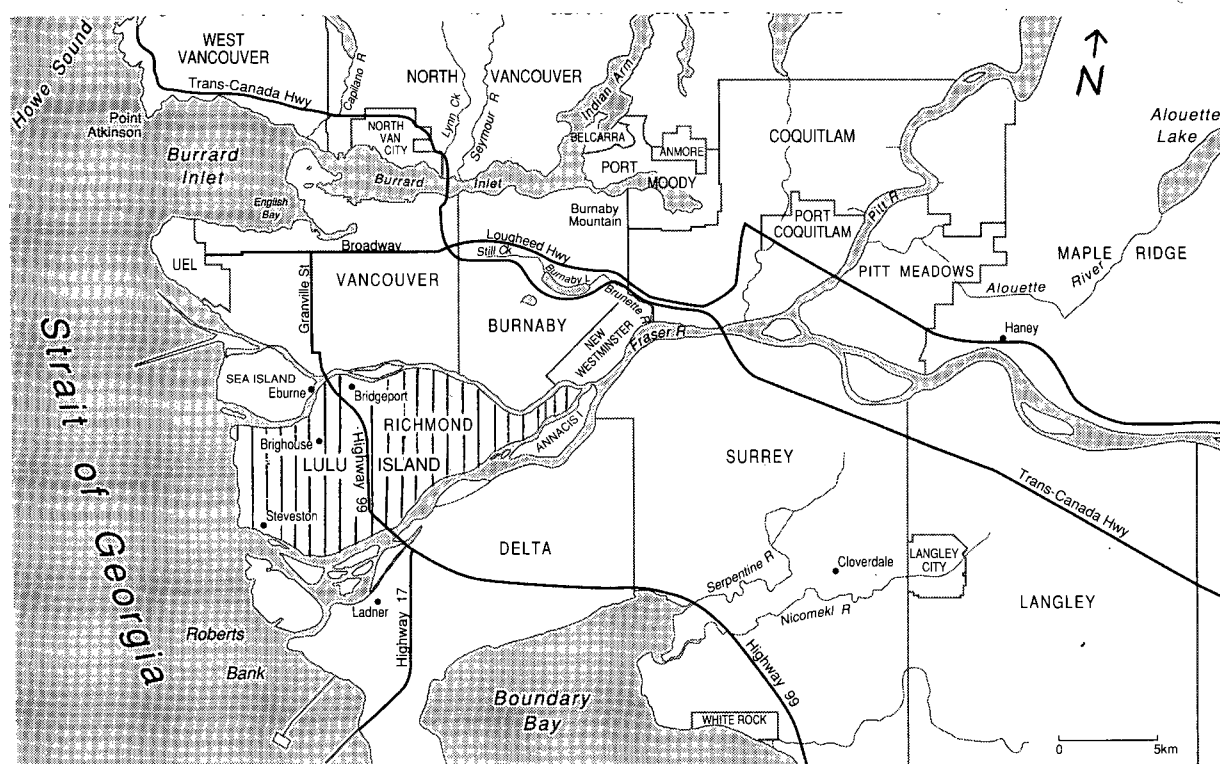 Howe Sound
WEST
VANCOUVER
Trans-Canada Hwy
Capilano R
NORTH
VANCOUVER
Lynn Ck
Seymour R
Indian Arm
N
Point
Atkinson
NORTH
VAN
CITY
BELCARRA
ANMORE
PORT
MOODY
COQUITLAM
Alouette
Lake
Burrard
Inlet
Burrard
Inlet
English
Bay
Burnaby
Mountain
PORT
COQUITLAM
Pitt R
Broadway
Lougheed Hwy
Still Ck
Burnaby L
Brunette R
UEL
Granville St
VANCOUVER
BURNABY
NEW
WESTMINSTER
Fraser R
PITT MEADOWS
MAPLE RIDGE
Alouette
River
Haney
Strait of Georgia
SEA ISLAND
Eburne
Bridgeport
RICHMOND
Brighouse
LULU ISLAND
Highway 99
ANNACIS I
Steveston
SURREY
Trans-Canada Hwy
DELTA
Serpentine R
Cloverdale
LANGLEY
CITY
Nicomekl R
LANGLEY
Ladner
Highway 17
Roberts
Bank
Boundary
Bay
Highway 99
WHITE ROCK
0 5km